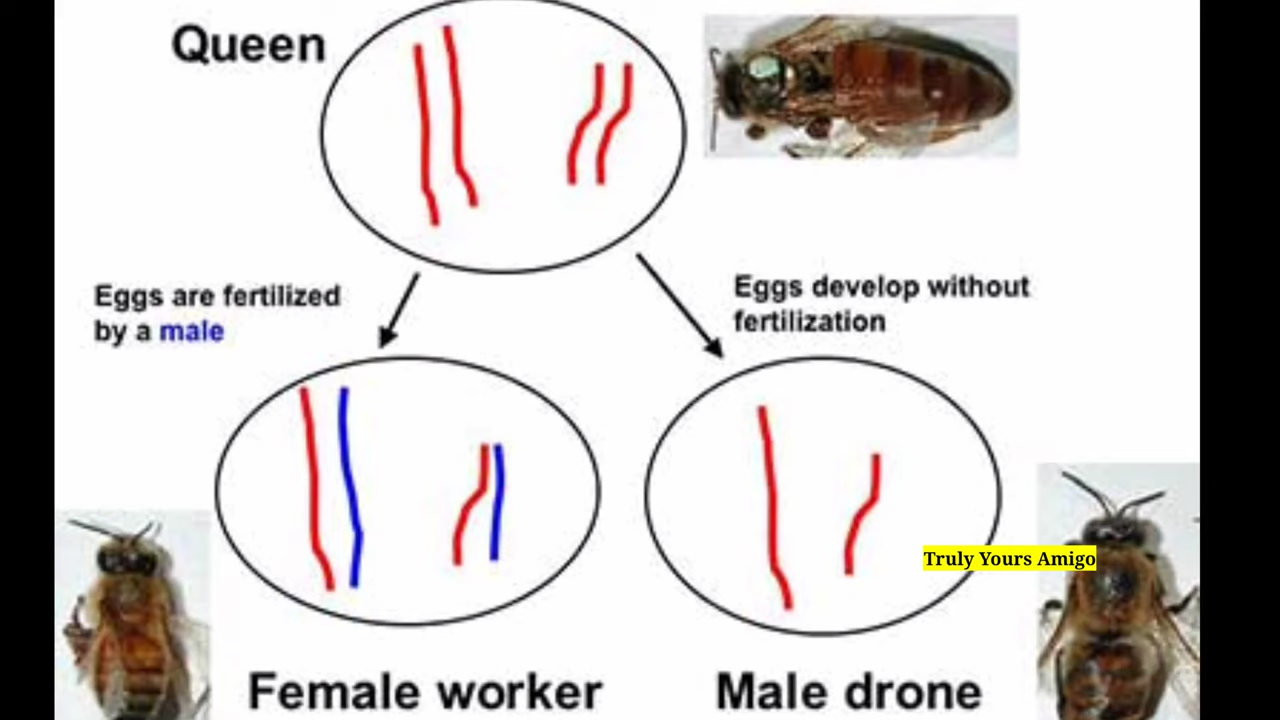 Queen
Eggs are fertilized
by a male
Eggs develop without
fertilization
Truly Yours Amigo
Female worker
Male drone